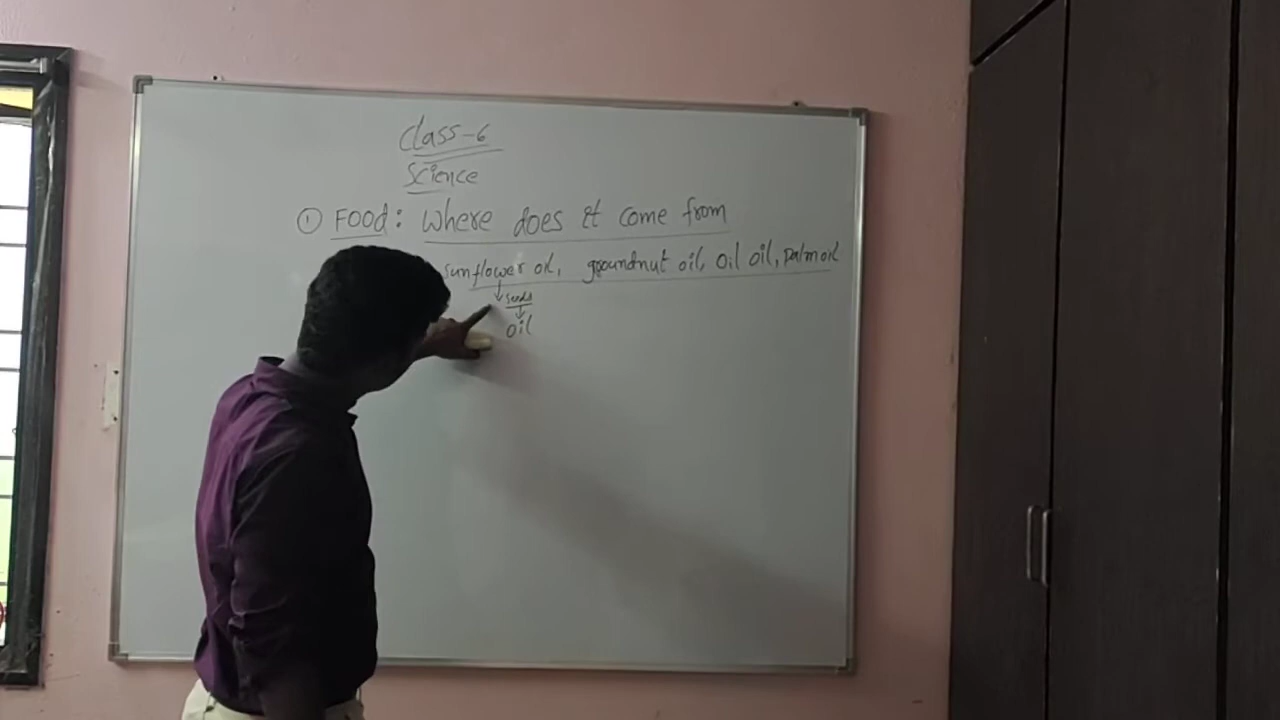 Class-6
Science
① Food: Where does it come from
sunflower oil, groundnut oil, oil oil, palm oil
↓ seeds
↓
oil